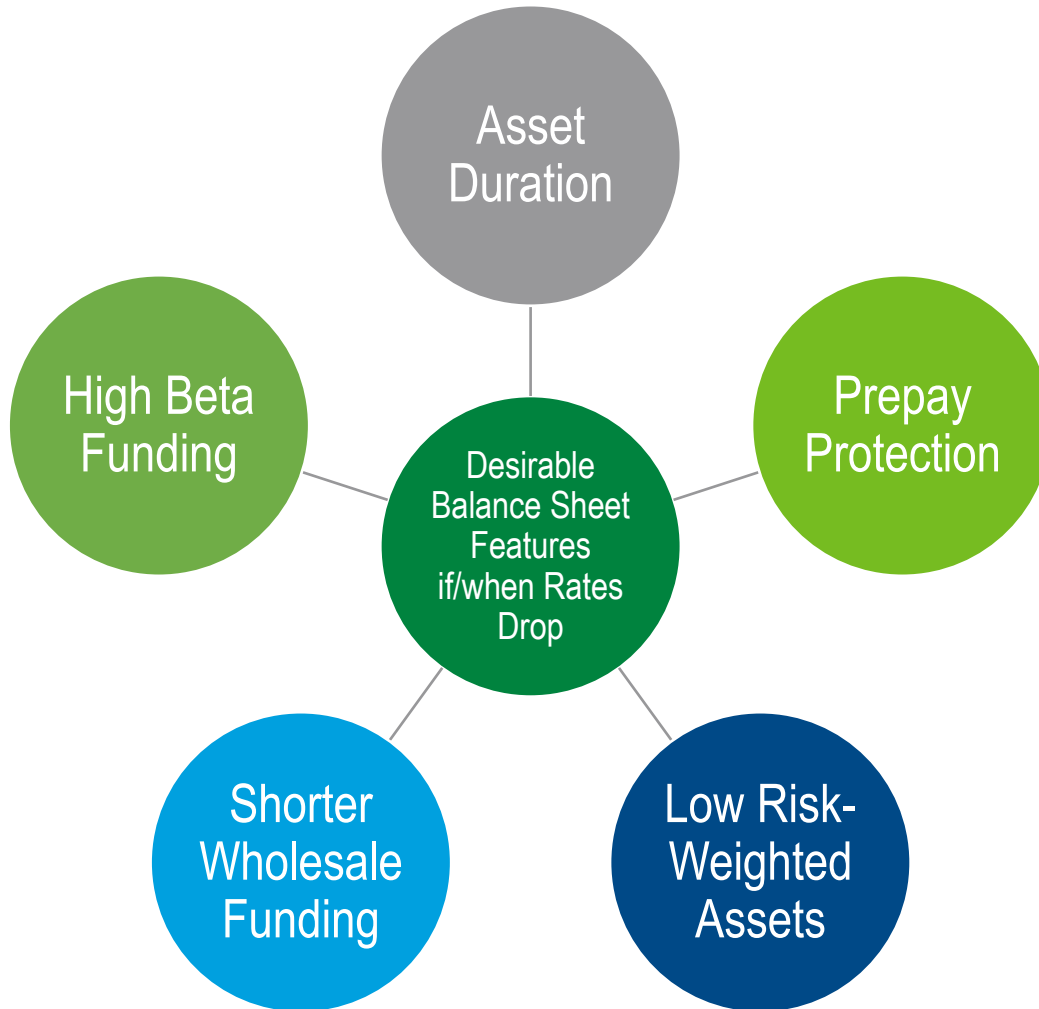 Asset
Duration
High Beta
Funding
Prepay
Protection
Desirable
Balance Sheet
Features
if/when Rates
Drop
Shorter
Wholesale
Funding
Low Risk-
Weighted
Assets